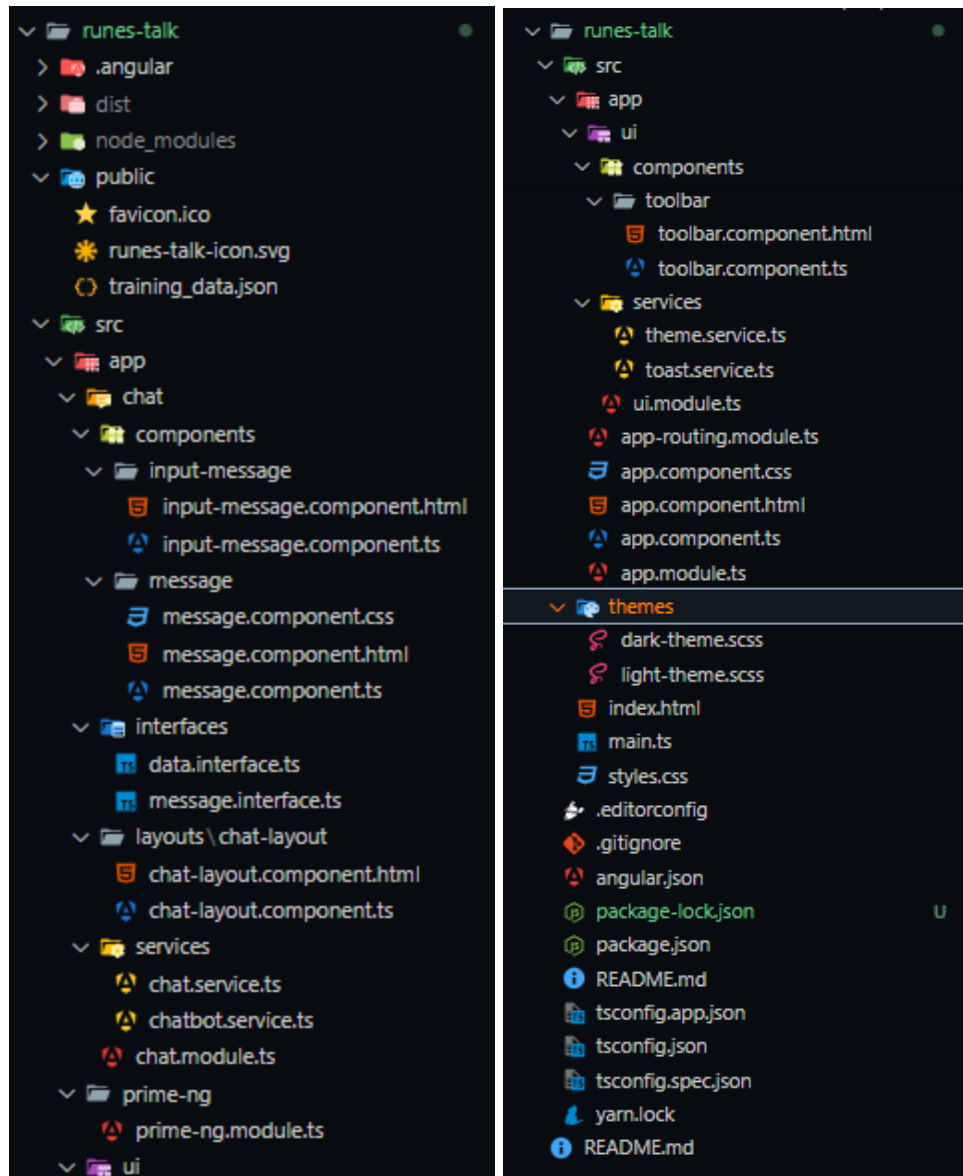 runes-talk
.angular
dist
node_modules
public
favicon.ico
runes-talk-icon.svg
training_data.json
src
app
chat
components
input-message
input-message.component.html
input-message.component.ts
message
message.component.css
message.component.html
message.component.ts
interfaces
data.interface.ts
message.interface.ts
layouts\chat-layout
chat-layout.component.html
chat-layout.component.ts
services
chat.service.ts
chatbot.service.ts
chat.module.ts
prime-ng
prime-ng.module.ts
ui
runes-talk
src
app
ui
components
toolbar
toolbar.component.html
toolbar.component.ts
services
theme.service.ts
toast.service.ts
ui.module.ts
app-routing.module.ts
app.component.css
app.component.html
app.component.ts
app.module.ts
themes
dark-theme.scss
light-theme.scss
index.html
main.ts
styles.css
.editorconfig
.gitignore
angular.json
package-lock.json U
package.json
README.md
tsconfig.app.json
tsconfig.json
tsconfig.spec.json
yarn.lock
README.md